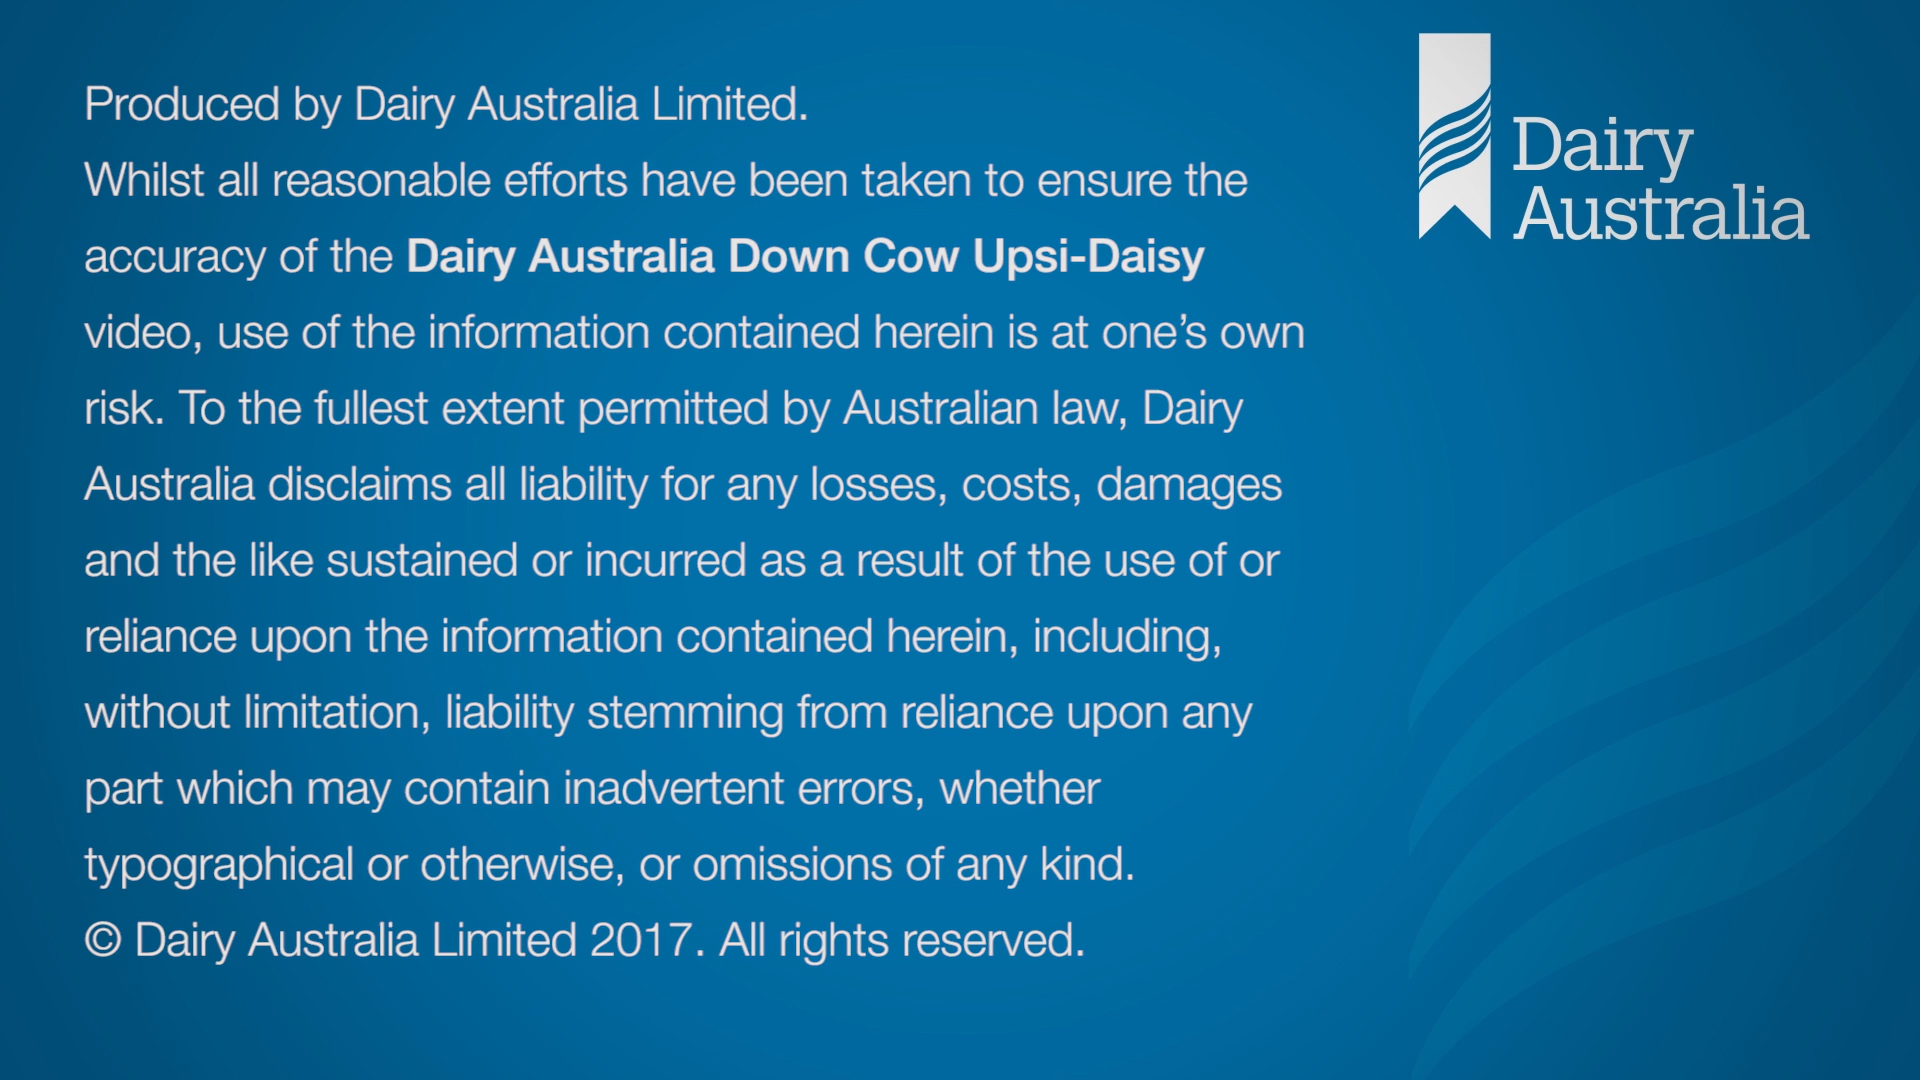 Produced by Dairy Australia Limited.
Whilst all reasonable efforts have been taken to ensure the
accuracy of the Dairy Australia Down Cow Upsi-Daisy
video, use of the information contained herein is at one’s own
risk. To the fullest extent permitted by Australian law, Dairy
Australia disclaims all liability for any losses, costs, damages
and the like sustained or incurred as a result of the use of or
reliance upon the information contained herein, including,
without limitation, liability stemming from reliance upon any
part which may contain inadvertent errors, whether
typographical or otherwise, or omissions of any kind.
© Dairy Australia Limited 2017. All rights reserved.
Dairy
Australia